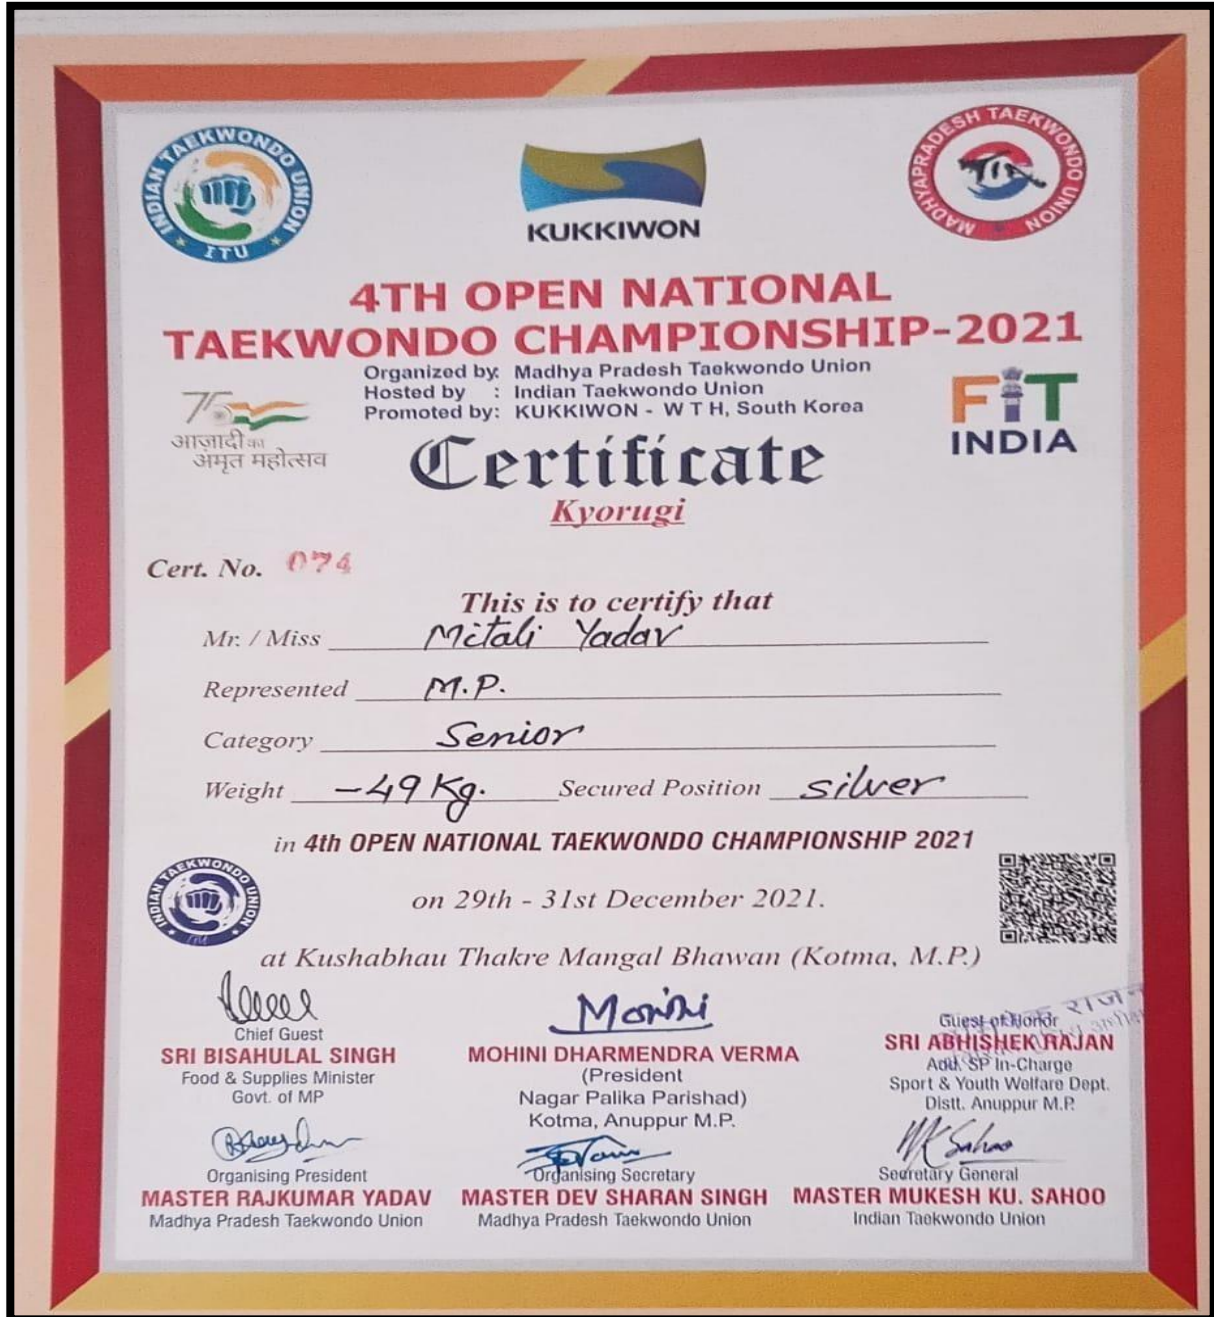 INDIAN TAEKWONDO UNION
ITU
KUKKIWON
MADHYAPRADESH TAEKWONDO UNION
4TH OPEN NATIONAL
TAEKWONDO CHAMPIONSHIP-2021
Organized by: Madhya Pradesh Taekwondo Union
Hosted by : Indian Taekwondo Union
Promoted by: KUKKIWON - W T H, South Korea
75
आज़ादी का
अमृत महोत्सव
FIT
INDIA
Certificate
Kyorugi
Cert. No. 074
This is to certify that
Mr. / Miss Mitali Yadav
Represented M.P.
Category Senior
Weight -49 Kg. Secured Position silver
in 4th OPEN NATIONAL TAEKWONDO CHAMPIONSHIP 2021
INDIAN TAEKWONDO UNION
on 29th - 31st December 2021.
at Kushabhau Thakre Mangal Bhawan (Kotma, M.P.)
Chief Guest
SRI BISAHULAL SINGH
Food & Supplies Minister
Govt. of MP
Mohini
MOHINI DHARMENDRA VERMA
(President
Nagar Palika Parishad)
Kotma, Anuppur M.P.
Guest of Honor
SRI ABHISHEK RAJAN
Add. SP In-Charge
Sport & Youth Welfare Dept.
Distt. Anuppur M.P.
Organising President
MASTER RAJKUMAR YADAV
Madhya Pradesh Taekwondo Union
Organising Secretary
MASTER DEV SHARAN SINGH
Madhya Pradesh Taekwondo Union
MK Sahoo
Secretary General
MASTER MUKESH KU. SAHOO
Indian Taekwondo Union